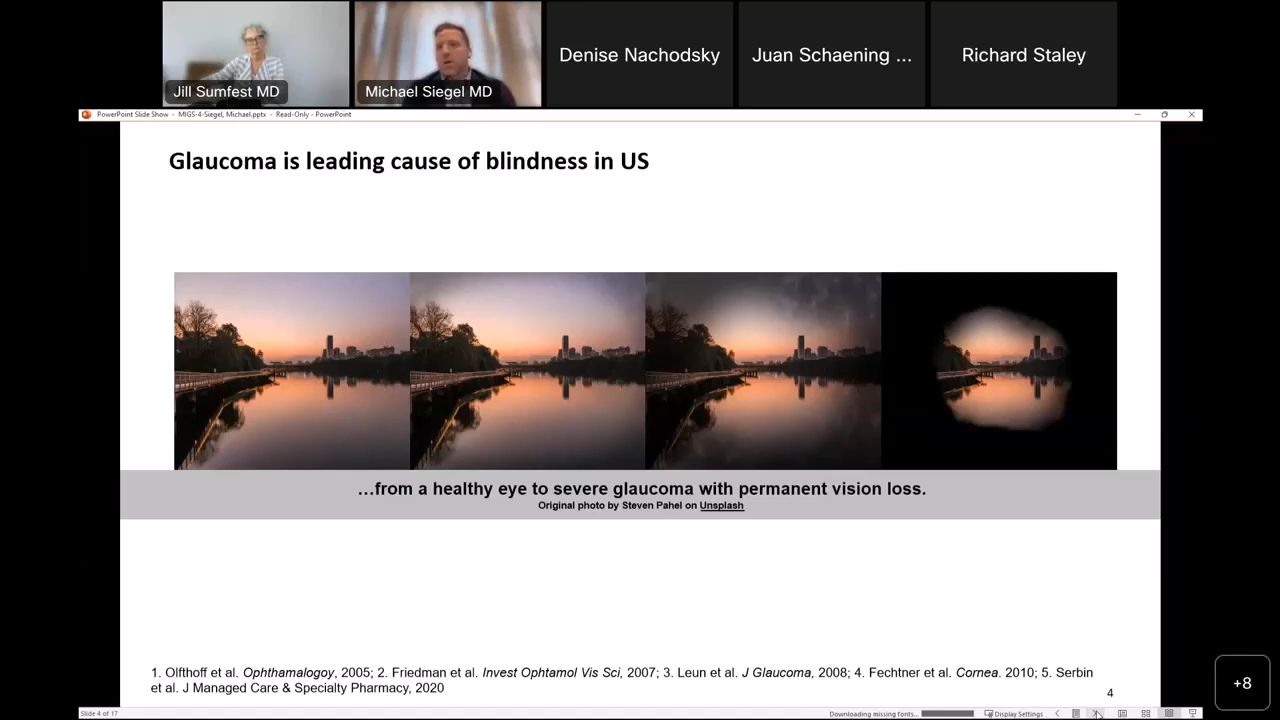 Jill Sumfest MD
Michael Siegel MD
Denise Nachodsky
Juan Schaening ...
Richard Staley
PowerPoint Slide Show - MIGS-4-Siegel, Michael.pptx - Read-Only - PowerPoint
Glaucoma is leading cause of blindness in US
...from a healthy eye to severe glaucoma with permanent vision loss.
Original photo by Steven Pahel on Unsplash
1. Olfthoff et al. Ophthamalogoy, 2005; 2. Friedman et al. Invest Ophtamol Vis Sci, 2007; 3. Leun et al. J Glaucoma, 2008; 4. Fechtner et al. Cornea. 2010; 5. Serbin
et al. J Managed Care & Specialty Pharmacy, 2020
4
+8
Slide 4 of 17
Downloading missing fonts...
Display Settings